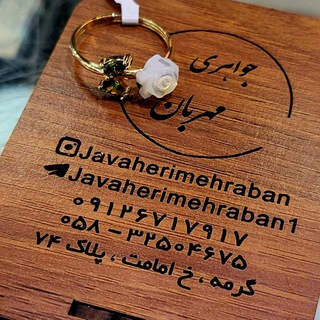 جواهری
مهربان
Javaherimehraban
Javaherimehraban1
۰۹۱۲۶۷۱۷۹۱۷
۰۵۸-۳۲۵۰۴۶۷۵
گرمه ، خ امامت ، پلاک ۷۴